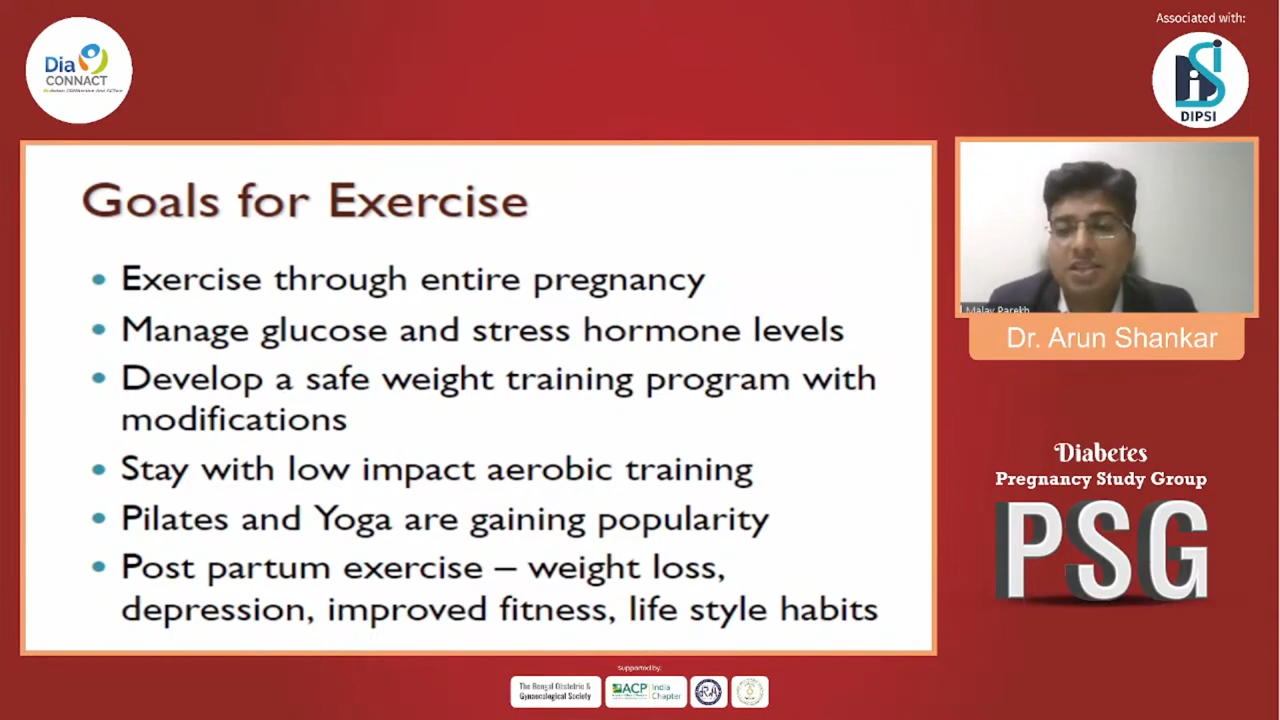 Associated with:
Dia
CONNACT
DIPSI
Goals for Exercise
• Exercise through entire pregnancy
• Manage glucose and stress hormone levels
• Develop a safe weight training program with
modifications
• Stay with low impact aerobic training
• Pilates and Yoga are gaining popularity
• Post partum exercise – weight loss,
depression, improved fitness, life style habits
Malay Parekh
Dr. Arun Shankar
Diabetes
Pregnancy Study Group
PSG
supported by:
The Bengal Obstetric &
Gynaecological Society
ACP
India
Chapter